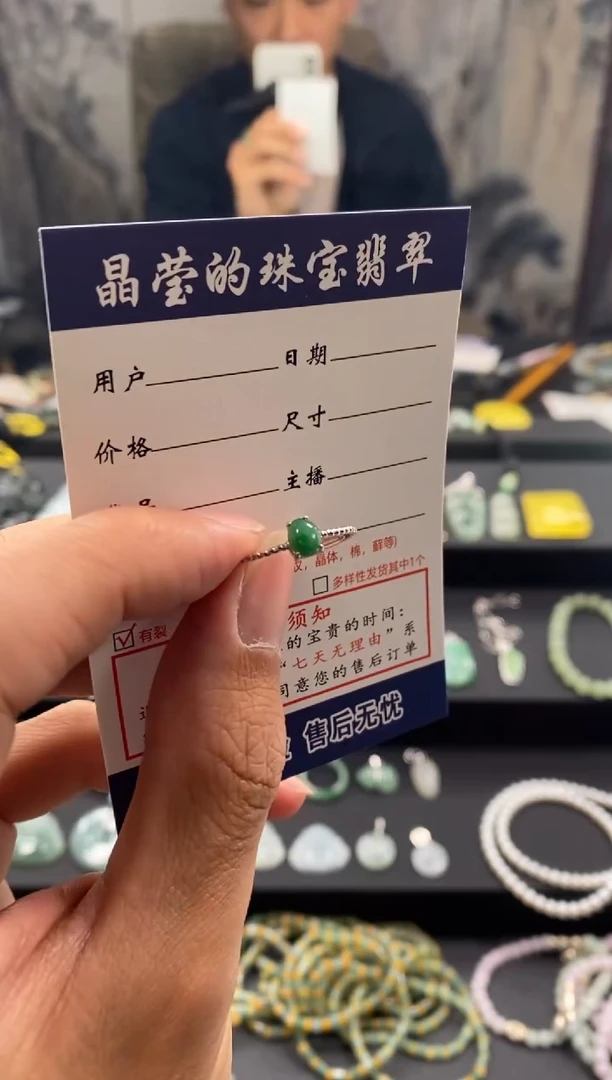 晶莹的珠宝翡翠
用户 日期
价格 尺寸
主播
，晶体，棉，藓等)
有裂 多样性发货其中1个
须知
的宝贵的时间：
“七天无理由”系
同意您的售后订单
售后无忧